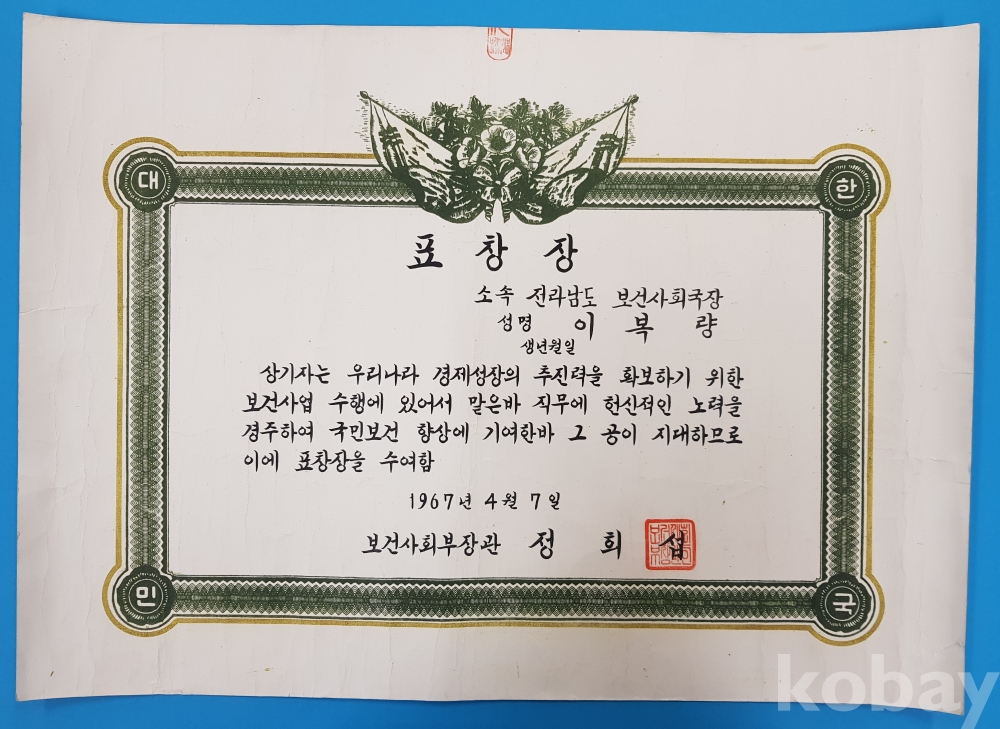 대 한
표 창 장
소속 전라남도 보건사회국장
성명 이 복 량
생년월일
상기자는 우리나라 경제성장의 추진력을 확보하기 위한
보건사업 수행에 있어서 맡은바 직무에 헌신적인 노력을
경주하여 국민보건 향상에 기여한바 그 공이 지대하므로
이에 표창장을 수여함
1967년 4월 7일
보건사회부장관 정 희 섭
민 국
kobay